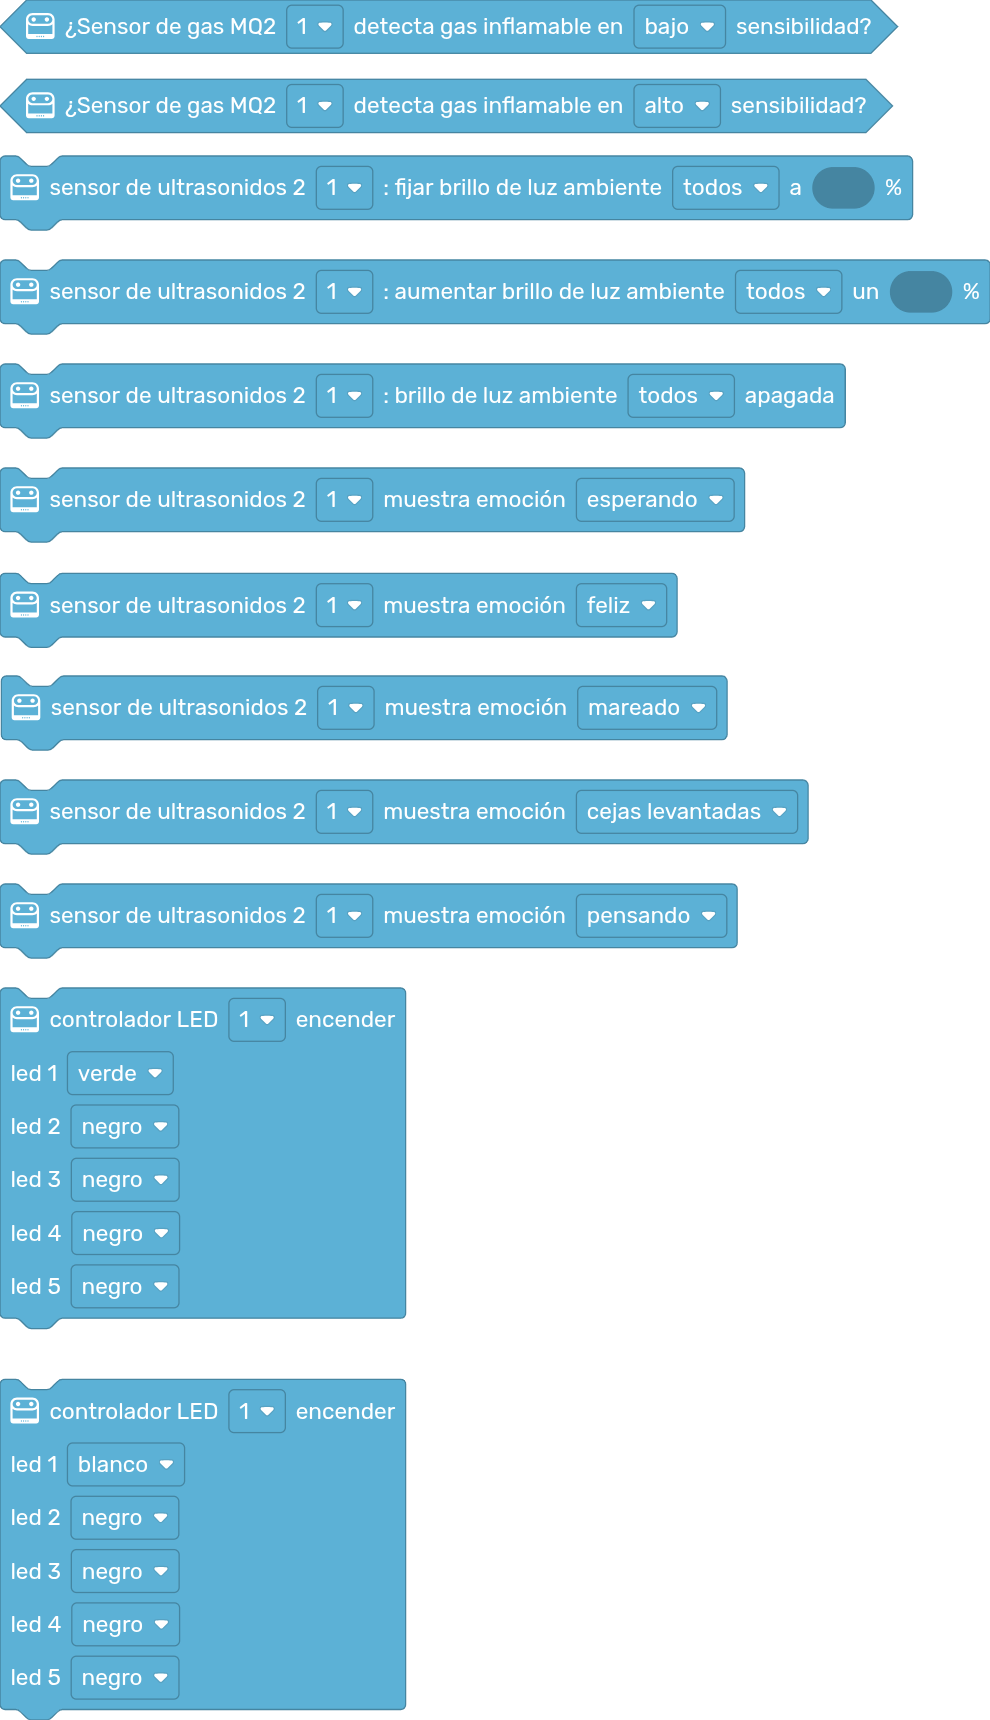 ¿Sensor de gas MQ2 1 detecta gas inflamable en bajo sensibilidad?
¿Sensor de gas MQ2 1 detecta gas inflamable en alto sensibilidad?
sensor de ultrasonidos 2 1 : fijar brillo de luz ambiente todos a %
sensor de ultrasonidos 2 1 : aumentar brillo de luz ambiente todos un %
sensor de ultrasonidos 2 1 : brillo de luz ambiente todos apagada
sensor de ultrasonidos 2 1 muestra emoción esperando
sensor de ultrasonidos 2 1 muestra emoción feliz
sensor de ultrasonidos 2 1 muestra emoción mareado
sensor de ultrasonidos 2 1 muestra emoción cejas levantadas
sensor de ultrasonidos 2 1 muestra emoción pensando
controlador LED 1 encender
led 1 verde
led 2 negro
led 3 negro
led 4 negro
led 5 negro
controlador LED 1 encender
led 1 blanco
led 2 negro
led 3 negro
led 4 negro
led 5 negro